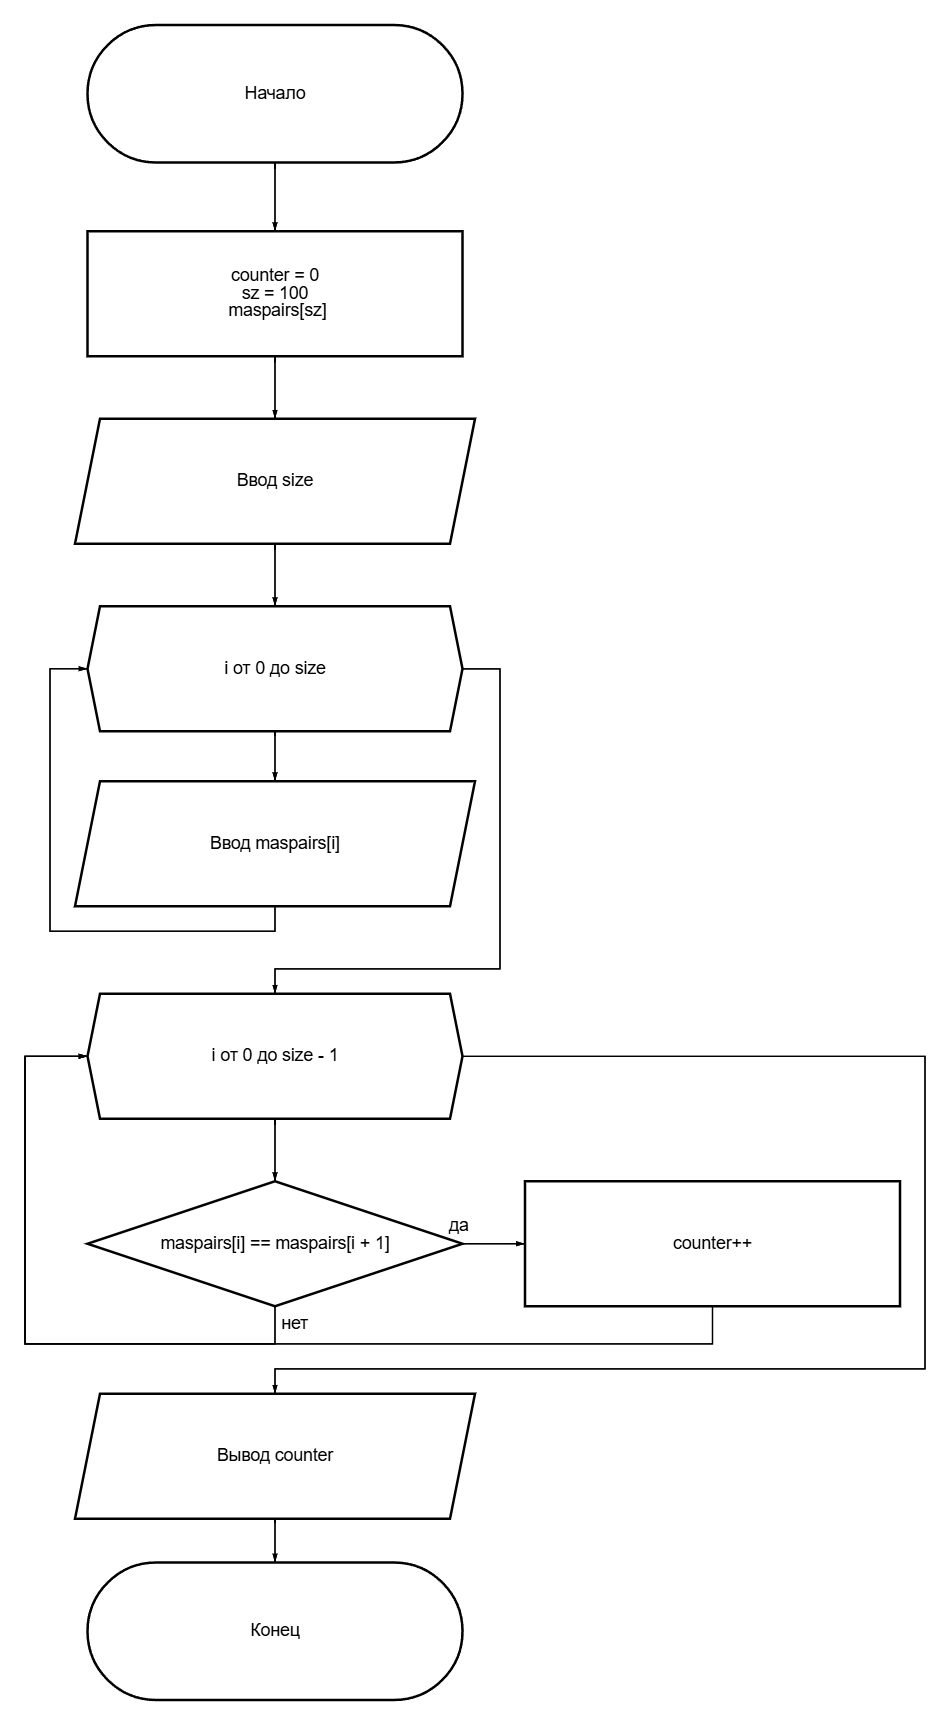 Начало
counter = 0
sz = 100
maspairs[sz]
Ввод size
i от 0 до size
Ввод maspairs[i]
i от 0 до size - 1
maspairs[i] == maspairs[i + 1]
да
counter++
нет
Вывод counter
Конец